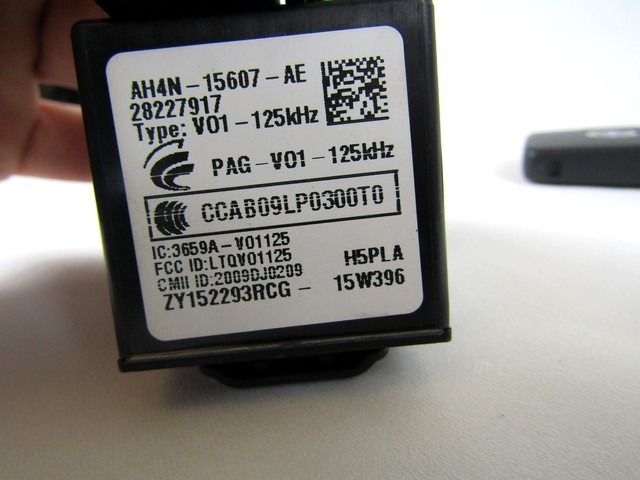 AH4N-15607-AE
28227917
Type: V01-125kHz
PAG-V01-125kHz
CCAB09LP0300T0
IC:3659A-V01125
FCC ID:LTQV01125
CMII ID:2009DJ0209
H5PLA
ZY152293RCG - 15W396